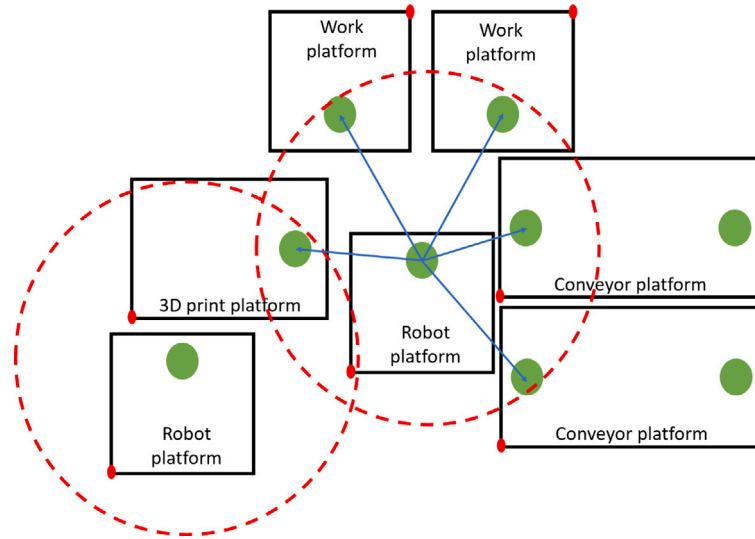 Work
platform
Work
platform
3D print platform
Conveyor platform
Robot
platform
Robot
platform
Conveyor platform